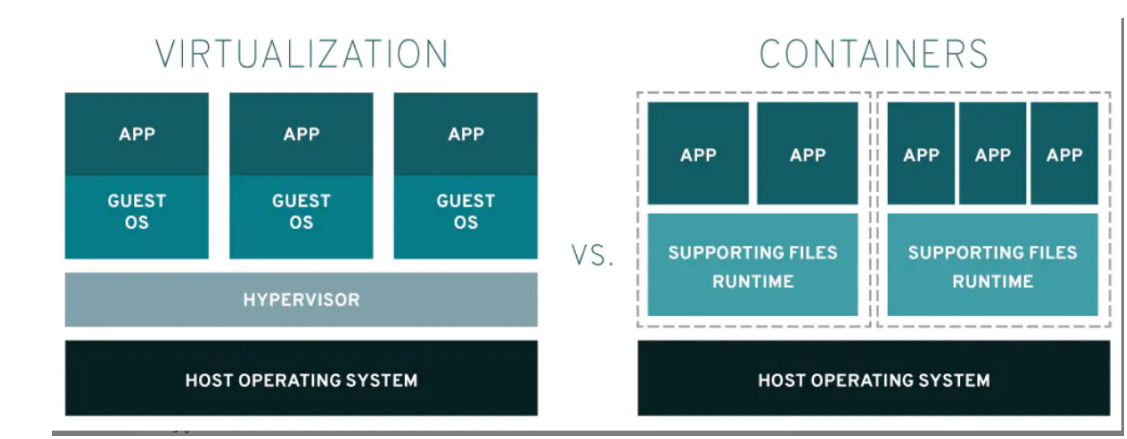 VIRTUALIZATION
APP
APP
APP
GUEST
OS
GUEST
OS
GUEST
OS
HYPERVISOR
HOST OPERATING SYSTEM
VS.
CONTAINERS
APP
APP
APP
APP
APP
SUPPORTING FILES
RUNTIME
SUPPORTING FILES
RUNTIME
HOST OPERATING SYSTEM